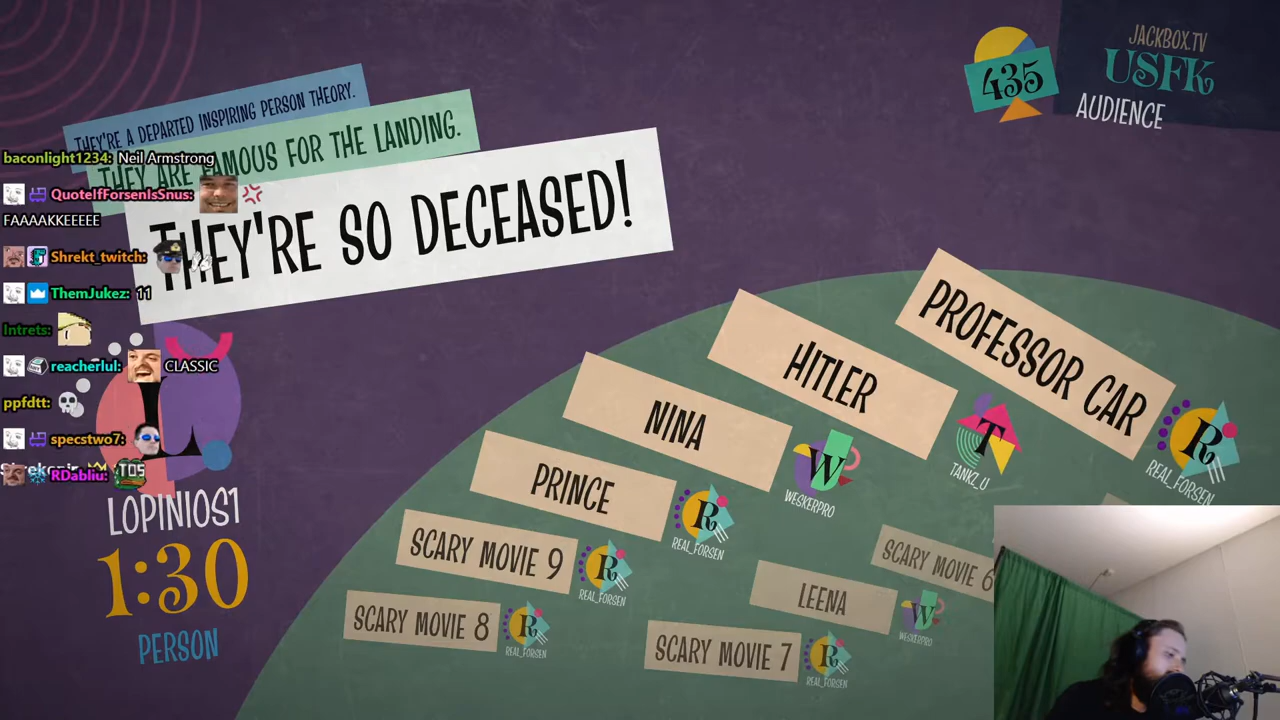 THEY'RE A DEPARTED INSPIRING PERSON THEORY.
THEY ARE FAMOUS FOR THE LANDING.
THEY'RE SO DECEASED!
baconlight1234: Neil Armstrong
QuoteIfForsenIsSnus:
FAAAKKEEEEE
Shrekt_twitch:
ThemJukez: 11
Intrets:
reacherlul: CLASSIC
ppfdtt:
specstwo7:
RDabliu: TOS
LOPINIOS1
1:30
PERSON
435
JACKBOX.TV
USFK
AUDIENCE
PROFESSOR CAR
R
REAL_FORSEN
HITLER
T
TANKZ_U
NINA
W
WESKERPRO
PRINCE
R
REAL_FORSEN
SCARY MOVIE 9
R
REAL_FORSEN
SCARY MOVIE 6
LEENA
W
WESKERPRO
SCARY MOVIE 8
R
REAL_FORSEN
SCARY MOVIE 7
R
REAL_FORSEN